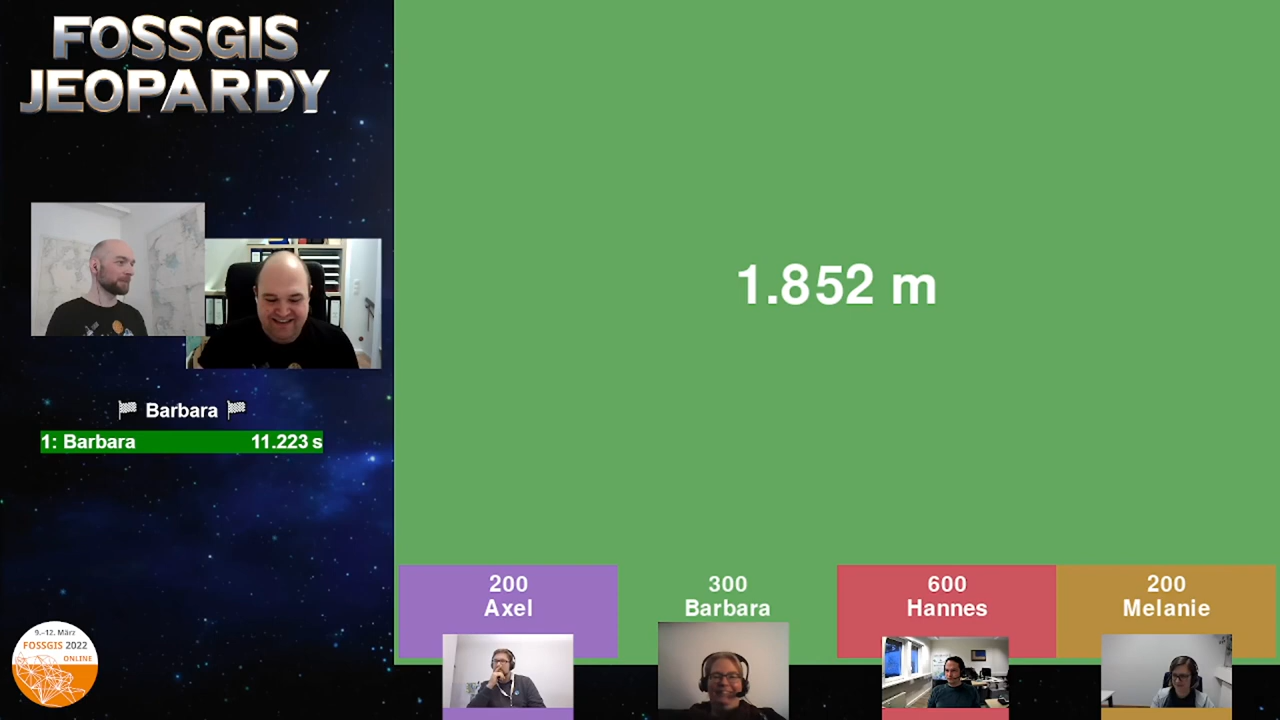 FOSSGIS
JEOPARDY
1.852 m
Barbara
1: Barbara 11.223 s
200
Axel
300
Barbara
600
Hannes
200
Melanie
9.–12. März
FOSSGIS 2022
ONLINE